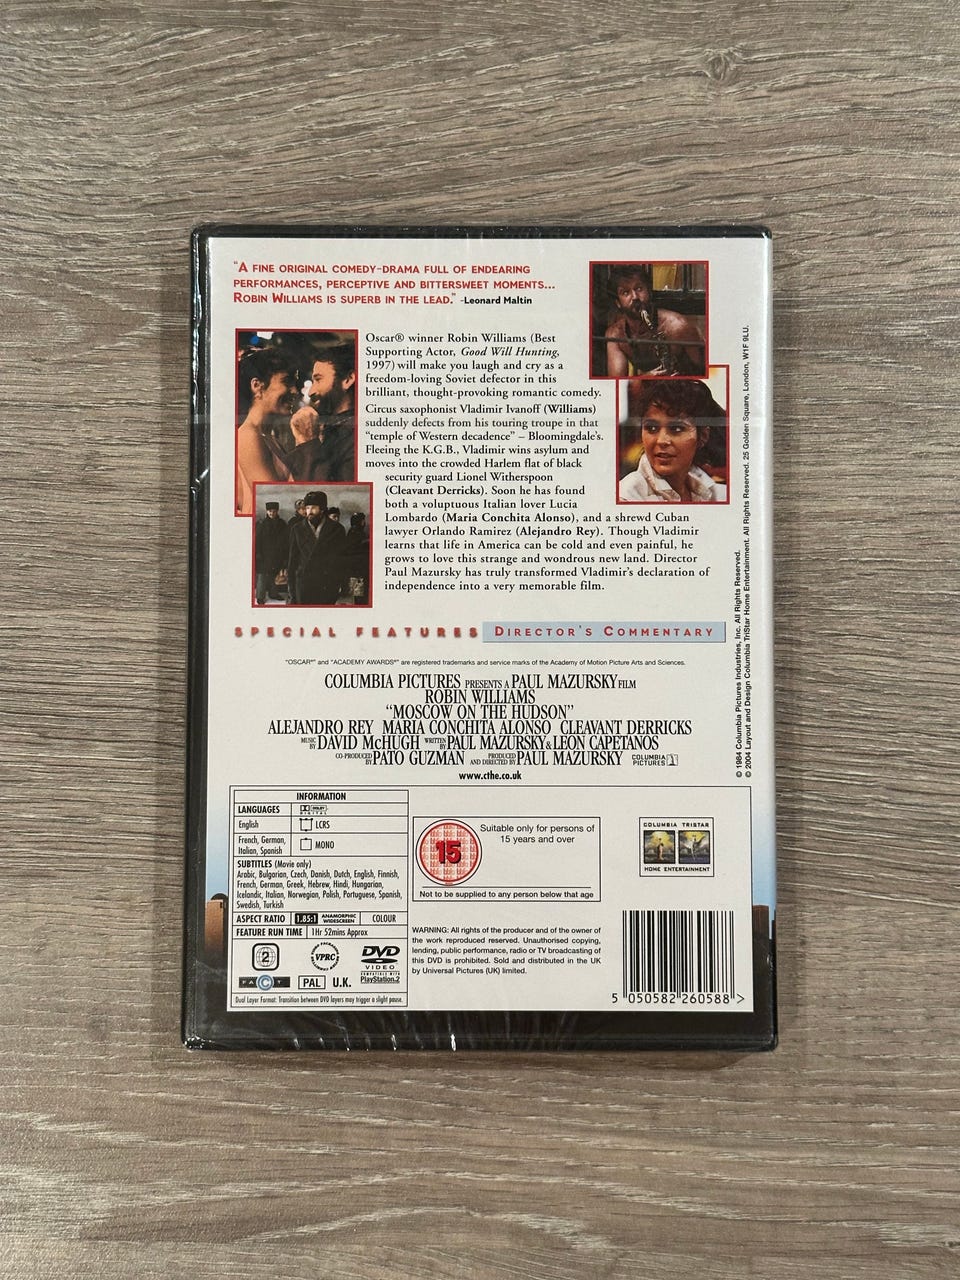 “A FINE ORIGINAL COMEDY-DRAMA FULL OF ENDEARING
PERFORMANCES, PERCEPTIVE AND BITTERSWEET MOMENTS...
ROBIN WILLIAMS IS SUPERB IN THE LEAD.” -Leonard Maltin
Oscar® winner Robin Williams (Best
Supporting Actor, Good Will Hunting,
1997) will make you laugh and cry as a
freedom-loving Soviet defector in this
brilliant, thought-provoking romantic comedy.
Circus saxophonist Vladimir Ivanoff (Williams)
suddenly defects from his touring troupe in that
“temple of Western decadence” – Bloomingdale's.
Fleeing the K.G.B., Vladimir wins asylum and
moves into the crowded Harlem flat of black
security guard Lionel Witherspoon
(Cleavant Derricks). Soon he has found
both a voluptuous Italian lover Lucia
Lombardo (Maria Conchita Alonso), and a shrewd Cuban
lawyer Orlando Ramirez (Alejandro Rey). Though Vladimir
learns that life in America can be cold and even painful, he
grows to love this strange and wondrous new land. Director
Paul Mazursky has truly transformed Vladimir's declaration of
independence into a very memorable film.
SPECIAL FEATURES DIRECTOR'S COMMENTARY
"OSCAR®" and "ACADEMY AWARDS®" are registered trademarks and service marks of the Academy of Motion Picture Arts and Sciences.
COLUMBIA PICTURES PRESENTS A PAUL MAZURSKY FILM
ROBIN WILLIAMS
“MOSCOW ON THE HUDSON”
ALEJANDRO REY MARIA CONCHITA ALONSO CLEAVANT DERRICKS
MUSIC BY DAVID McHUGH WRITTEN BY PAUL MAZURSKY & LEON CAPETANOS
CO-PRODUCED BY PATO GUZMAN PRODUCED AND DIRECTED BY PAUL MAZURSKY COLUMBIA PICTURES
www.cthe.co.uk
© 1984 Columbia Pictures Industries, Inc. All Rights Reserved.
© 2004 Layout and Design Columbia TriStar Home Entertainment. All Rights Reserved. 25 Golden Square, London, W1F 9LU.
INFORMATION
LANGUAGES DOLBY DIGITAL
English LCRS
French, German,
Italian, Spanish MONO
SUBTITLES (Movie only)
Arabic, Bulgarian, Czech, Danish, Dutch, English, Finnish,
French, German, Greek, Hebrew, Hindi, Hungarian,
Icelandic, Italian, Norwegian, Polish, Portuguese, Spanish,
Swedish, Turkish
ASPECT RATIO 1.85:1 ANAMORPHIC WIDESCREEN COLOUR
FEATURE RUN TIME 1Hr 52mins Approx
2 VPRC DVD VIDEO
FACT PAL U.K. COMPATIBLE WITH PlayStation.2
Dual Layer Format: Transition between DVD layers may trigger a slight pause.
15
Suitable only for persons of
15 years and over
Not to be supplied to any person below that age
COLUMBIA TRISTAR
HOME ENTERTAINMENT
WARNING: All rights of the producer and of the owner of
the work reproduced reserved. Unauthorised copying,
lending, public performance, radio or TV broadcasting of
this DVD is prohibited. Sold and distributed in the UK
by Universal Pictures (UK) limited.
5 050582 260588 >